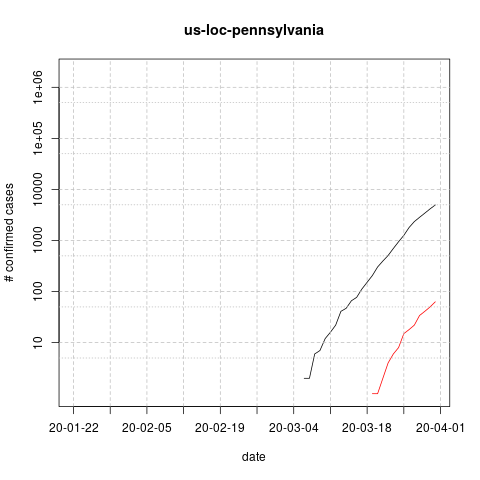 us-loc-pennsylvania
# confirmed cases
1e+06
1e+05
10000
1000
100
10
20-01-22
20-02-05
20-02-19
20-03-04
20-03-18
20-04-01
date